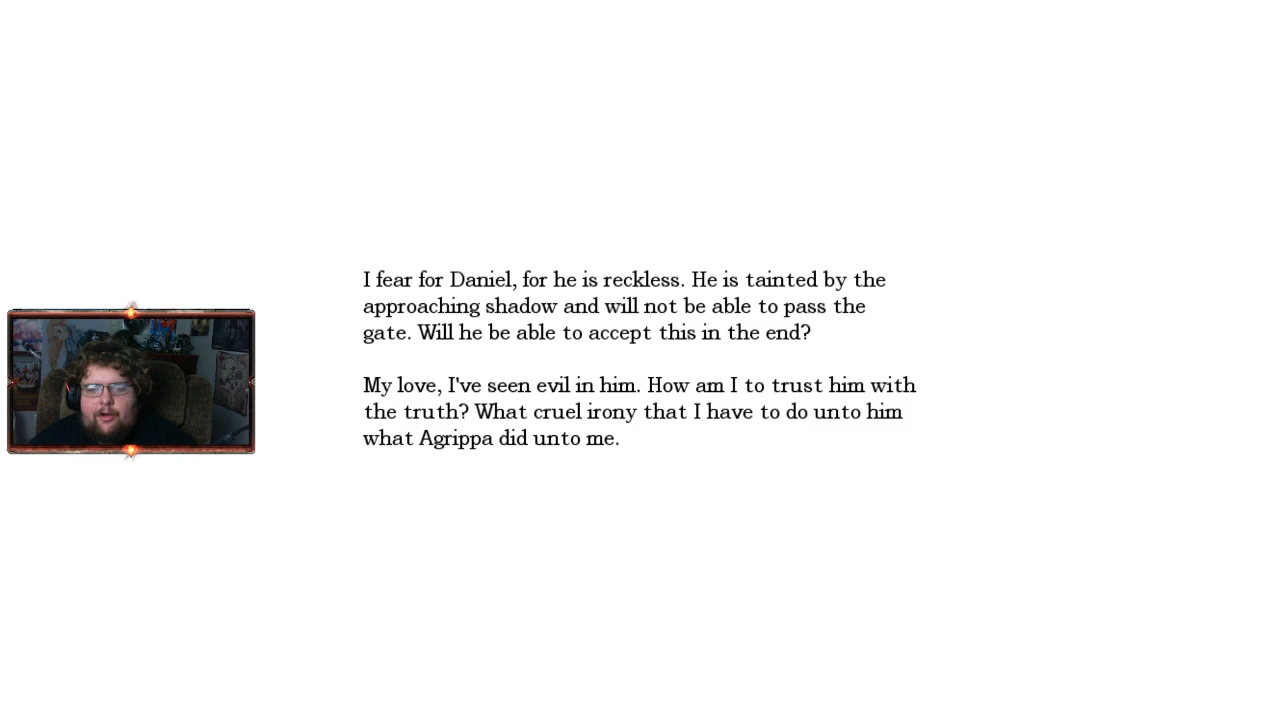 I fear for Daniel, for he is reckless. He is tainted by the
approaching shadow and will not be able to pass the
gate. Will he be able to accept this in the end?
My love, I've seen evil in him. How am I to trust him with
the truth? What cruel irony that I have to do unto him
what Agrippa did unto me.